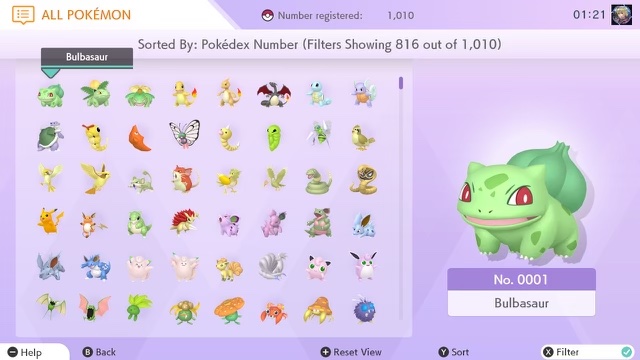 ALL POKÉMON
Number registered: 1,010
01:21
Sorted By: Pokédex Number (Filters Showing 816 out of 1,010)
Bulbasaur
No. 0001
Bulbasaur
Help
B Back
Reset View
Y Sort
X Filter